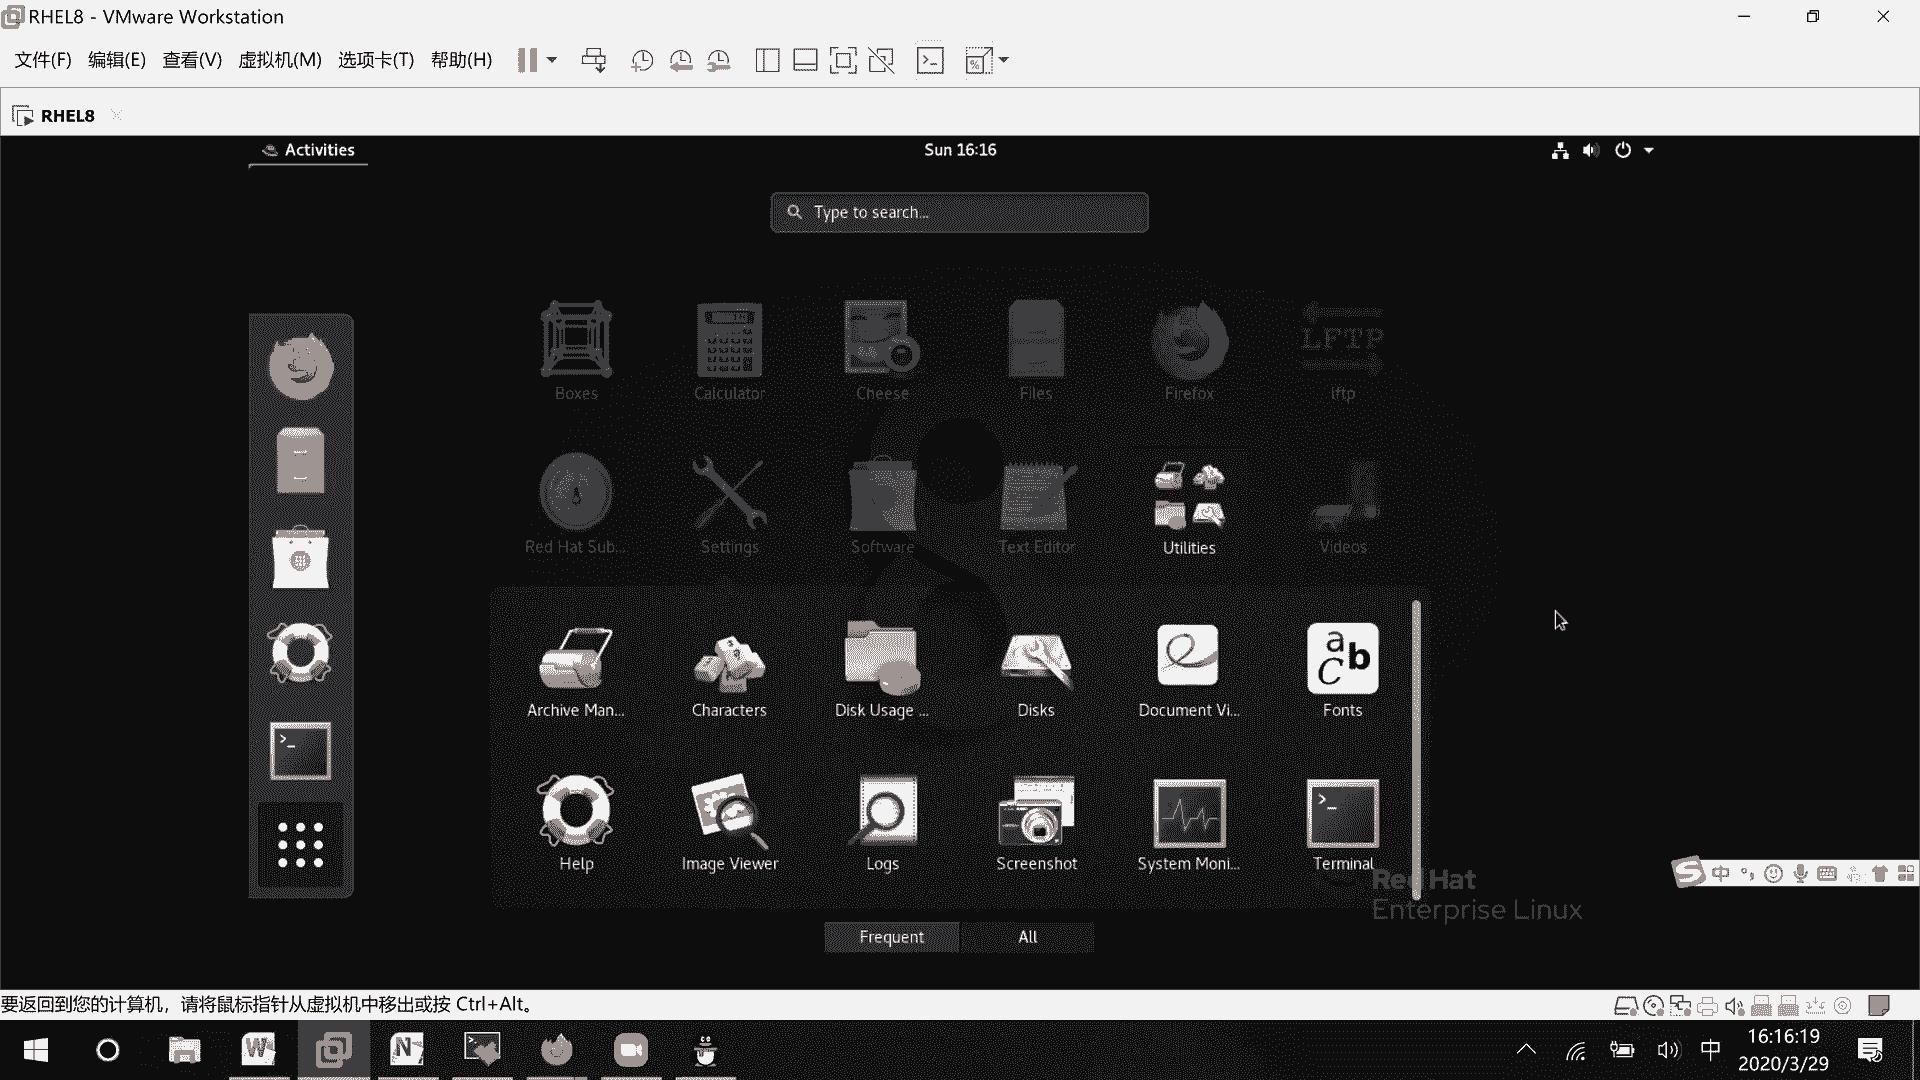 RHEL8 - VMware Workstation
文件(F) 编辑(E) 查看(V) 虚拟机(M) 选项卡(T) 帮助(H)
RHEL8
Activities
Sun 16:16
Type to search...
Boxes Calculator Cheese Files Firefox lftp
LFTP
Red Hat Sub... Settings Software Text Editor Utilities Videos
Archive Man... Characters Disk Usage ... Disks Document Vi... Fonts
Help Image Viewer Logs Screenshot System Moni... Terminal
Red Hat
Enterprise Linux
中
Frequent All
要返回到您的计算机，请将鼠标指针从虚拟机中移出或按 Ctrl+Alt。
中
16:16:19
2020/3/29